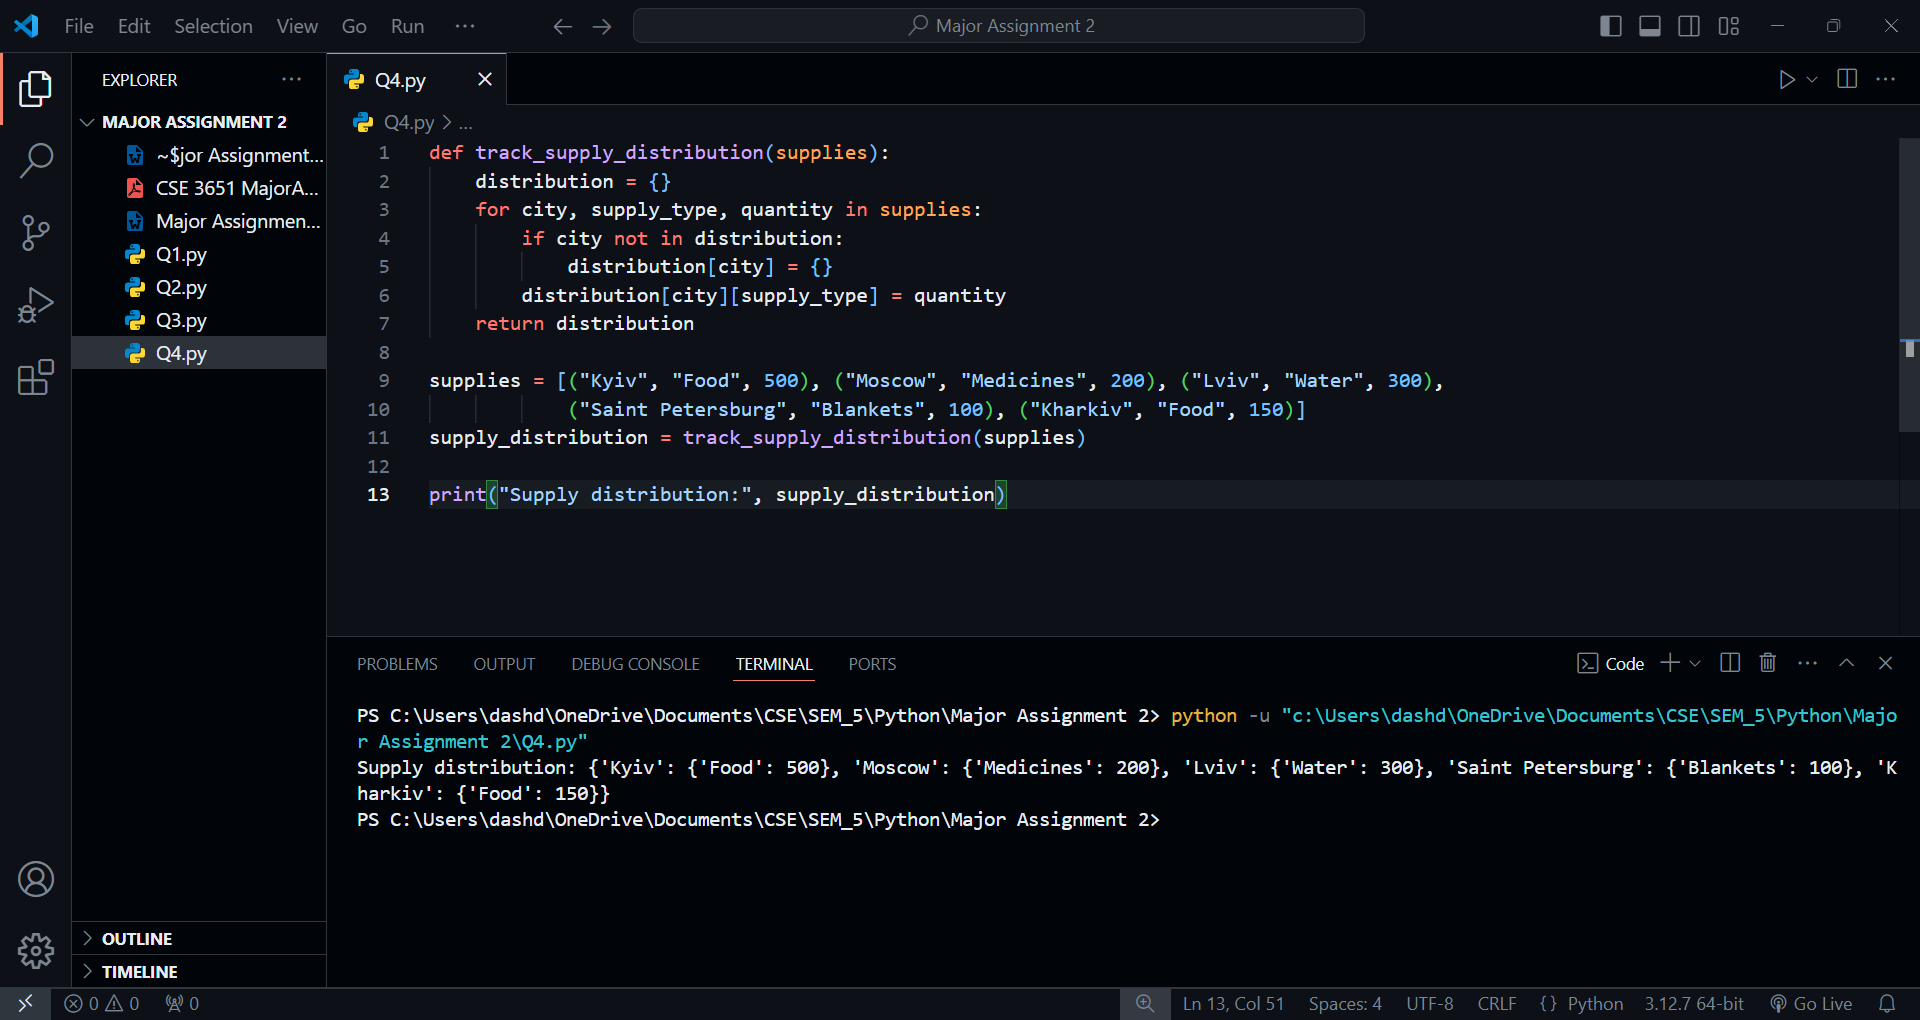 File Edit Selection View Go Run ···
Major Assignment 2
EXPLORER ···
MAJOR ASSIGNMENT 2
~$jor Assignment...
CSE 3651 MajorA...
Major Assignmen...
Q1.py
Q2.py
Q3.py
Q4.py
OUTLINE
TIMELINE
Q4.py
Q4.py > ...
1 def track_supply_distribution(supplies):
2     distribution = {}
3     for city, supply_type, quantity in supplies:
4         if city not in distribution:
5             distribution[city] = {}
6         distribution[city][supply_type] = quantity
7     return distribution
8
9 supplies = [("Kyiv", "Food", 500), ("Moscow", "Medicines", 200), ("Lviv", "Water", 300),
10             ("Saint Petersburg", "Blankets", 100), ("Kharkiv", "Food", 150)]
11 supply_distribution = track_supply_distribution(supplies)
12
13 print("Supply distribution:", supply_distribution)
PROBLEMS OUTPUT DEBUG CONSOLE TERMINAL PORTS
Code
PS C:\Users\dashd\OneDrive\Documents\CSE\SEM_5\Python\Major Assignment 2> python -u "c:\Users\dashd\OneDrive\Documents\CSE\SEM_5\Python\Majo
r Assignment 2\Q4.py"
Supply distribution: {'Kyiv': {'Food': 500}, 'Moscow': {'Medicines': 200}, 'Lviv': {'Water': 300}, 'Saint Petersburg': {'Blankets': 100}, 'K
harkiv': {'Food': 150}}
PS C:\Users\dashd\OneDrive\Documents\CSE\SEM_5\Python\Major Assignment 2>
0 0 0
Ln 13, Col 51 Spaces: 4 UTF-8 CRLF {} Python 3.12.7 64-bit Go Live